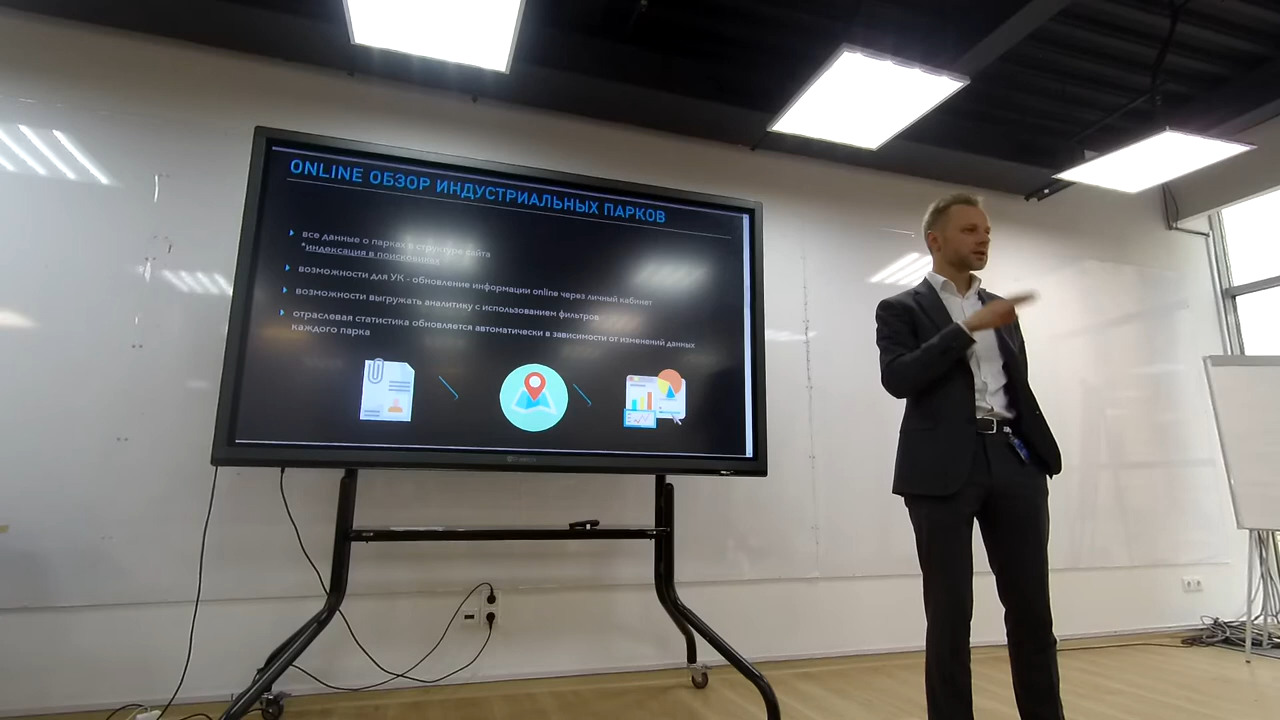 ONLINE ОБЗОР ИНДУСТРИАЛЬНЫХ ПАРКОВ
все данные о парках в структуре сайта
*индексация в поисковиках
возможности для УК - обновление информации online через личный кабинет
возможности выгружать аналитику с использованием фильтров
отраслевая статистика обновляется автоматически в зависимости от изменений данных
каждого парка